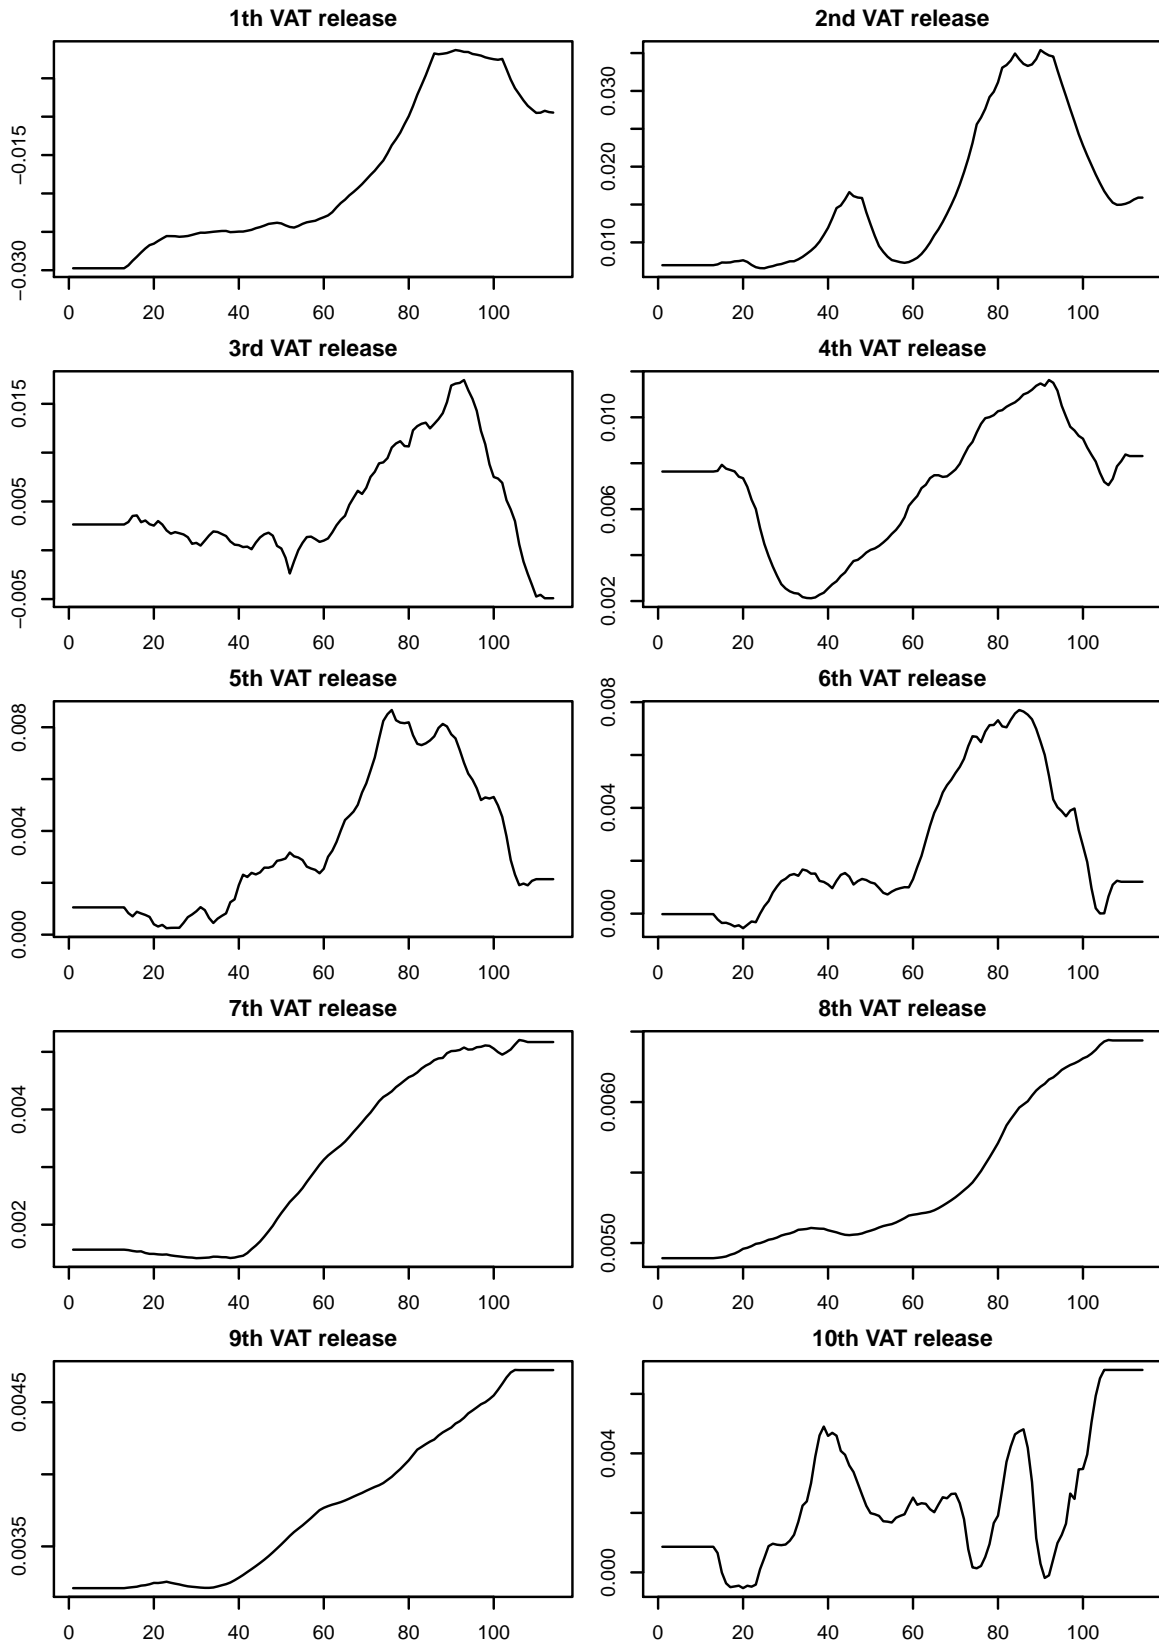 1th VAT release
−0.030 −0.015
0 20 40 60 80 100
2nd VAT release
0.010 0.020 0.030
0 20 40 60 80 100
3rd VAT release
−0.005 0.005 0.015
0 20 40 60 80 100
4th VAT release
0.002 0.006 0.010
0 20 40 60 80 100
5th VAT release
0.000 0.004 0.008
0 20 40 60 80 100
6th VAT release
0.000 0.004 0.008
0 20 40 60 80 100
7th VAT release
0.002 0.004
0 20 40 60 80 100
8th VAT release
0.0050 0.0060
0 20 40 60 80 100
9th VAT release
0.0035 0.0045
0 20 40 60 80 100
10th VAT release
0.000 0.004
0 20 40 60 80 100